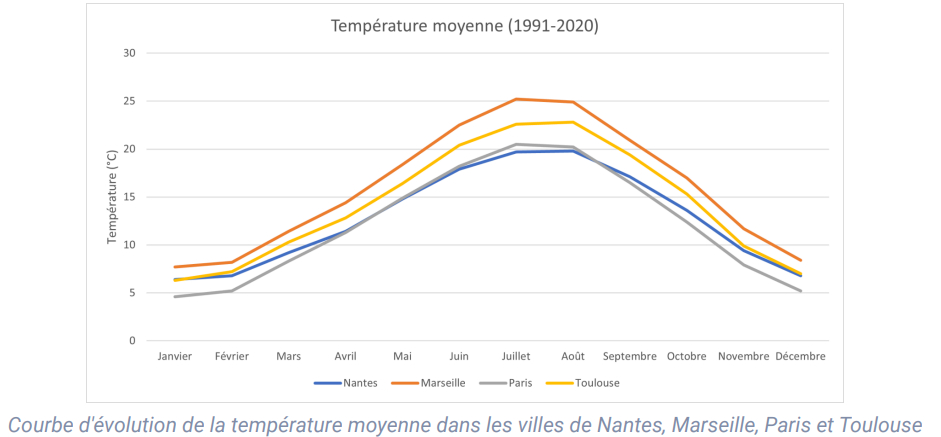 Température moyenne (1991-2020)
30
25
20
15
10
5
0
Température (°C)
Janvier Février Mars Avril Mai Juin Juillet Août Septembre Octobre Novembre Décembre
Nantes Marseille Paris Toulouse
Courbe d'évolution de la température moyenne dans les villes de Nantes, Marseille, Paris et Toulouse